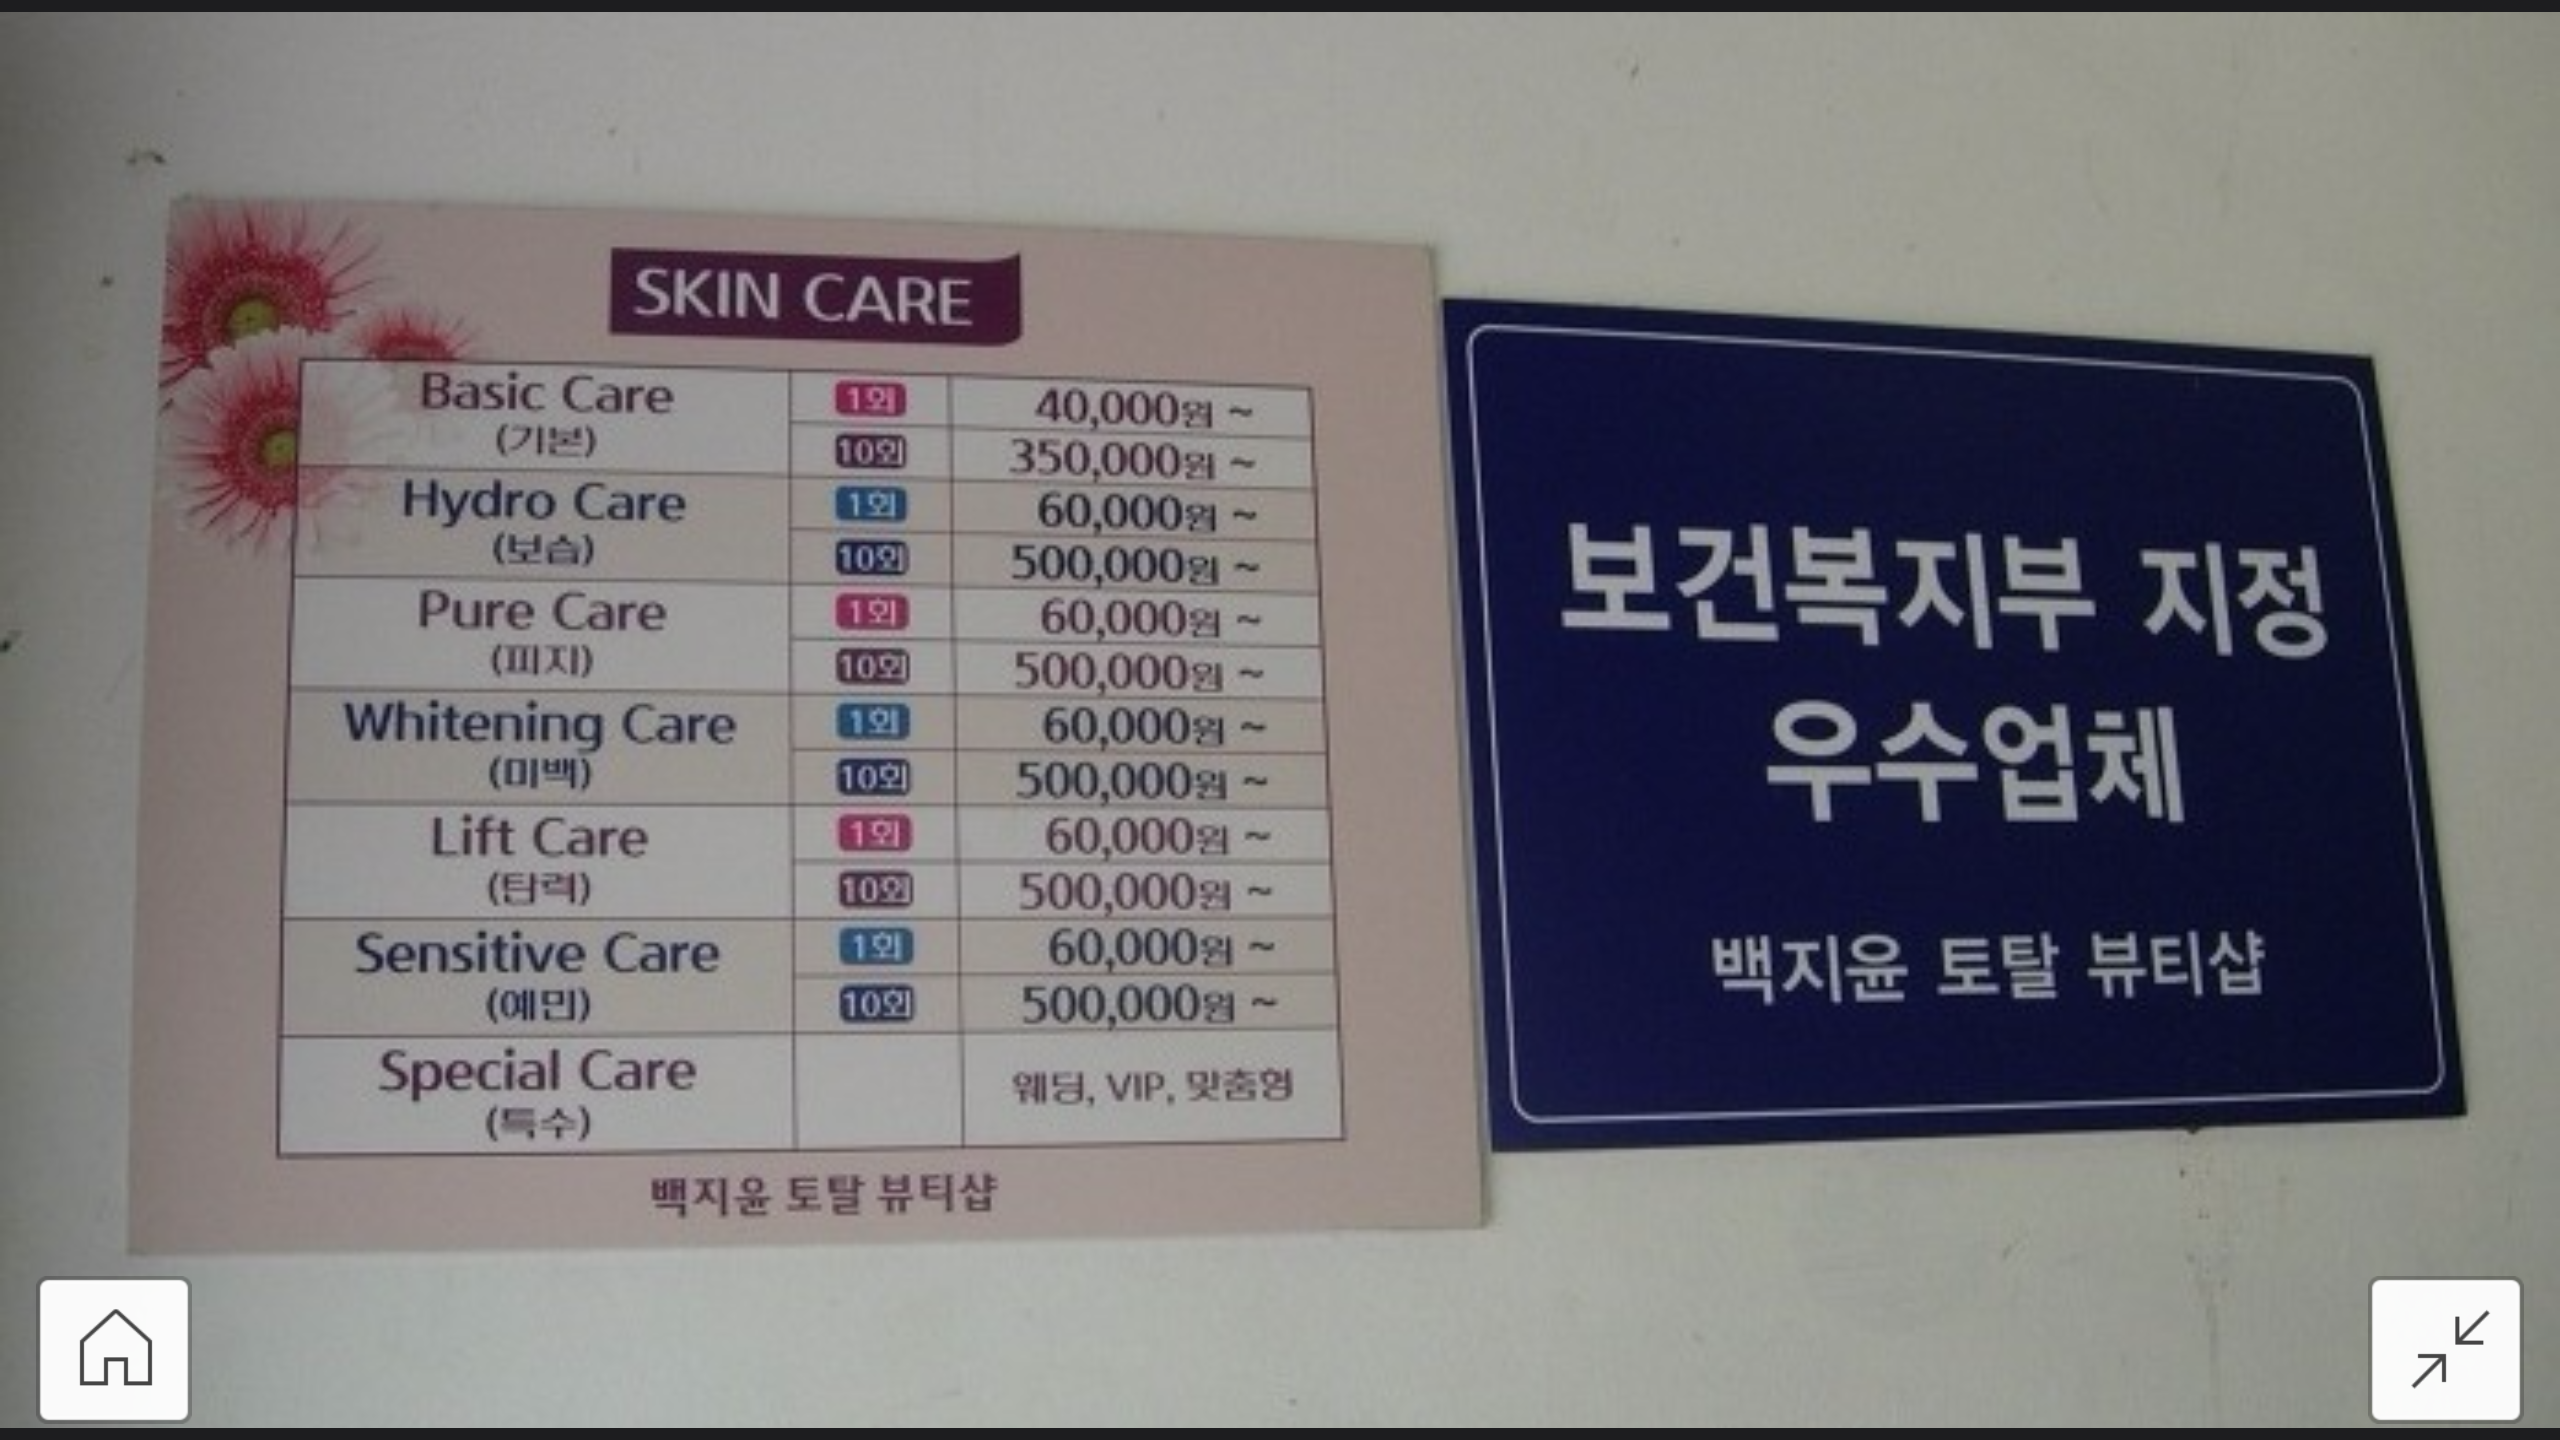 SKIN CARE
Basic Care
(기본)
1회 40,000원 ~
10회 350,000원 ~
Hydro Care
(보습)
1회 60,000원 ~
10회 500,000원 ~
Pure Care
(피지)
1회 60,000원 ~
10회 500,000원 ~
Whitening Care
(미백)
1회 60,000원 ~
10회 500,000원 ~
Lift Care
(탄력)
1회 60,000원 ~
10회 500,000원 ~
Sensitive Care
(예민)
1회 60,000원 ~
10회 500,000원 ~
Special Care
(특수)
웨딩, VIP, 맞춤형
백지윤 토탈 뷰티샵
보건복지부 지정
우수업체
백지윤 토탈 뷰티샵